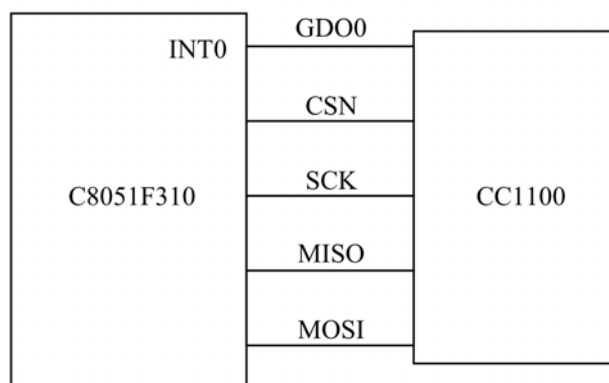 GDO0
INT0
CSN
C8051F310
SCK
CC1100
MISO
MOSI